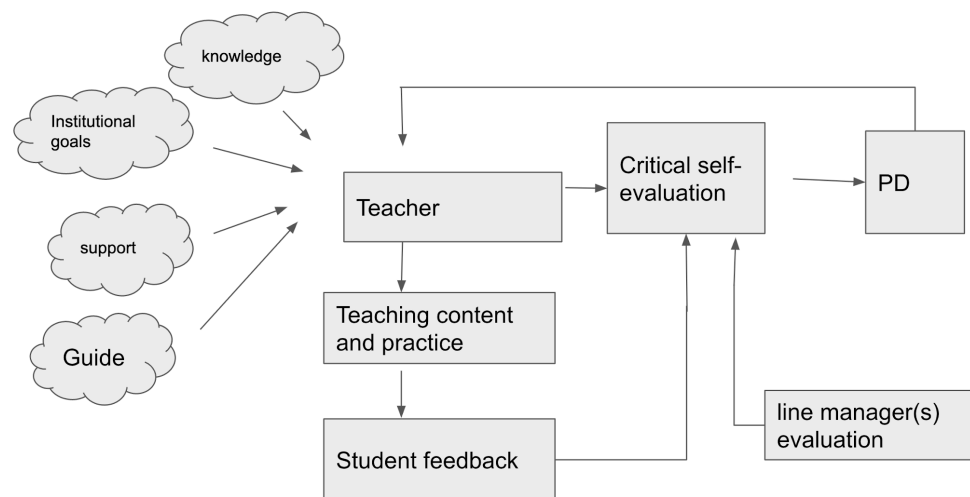 knowledge
Institutional
goals
support
Guide
Teacher
Teaching content
and practice
Student feedback
Critical self-
evaluation
PD
line manager(s)
evaluation